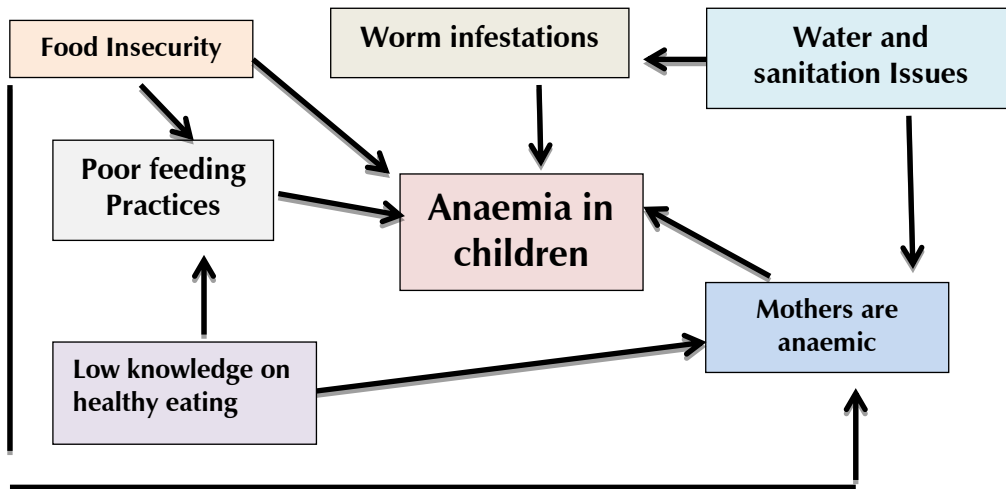 Food Insecurity
Worm infestations
Water and
sanitation Issues
Poor feeding
Practices
Anaemia in
children
Mothers are
anaemic
Low knowledge on
healthy eating